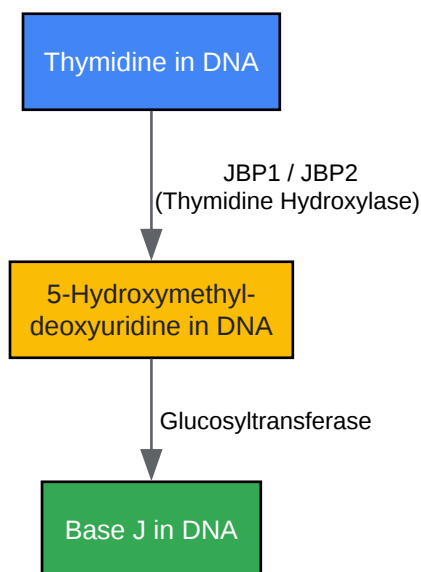 Thymidine in DNA
JBP1 / JBP2
(Thymidine Hydroxylase)
5-Hydroxymethyl-
deoxyuridine in DNA
Glucosyltransferase
Base J in DNA